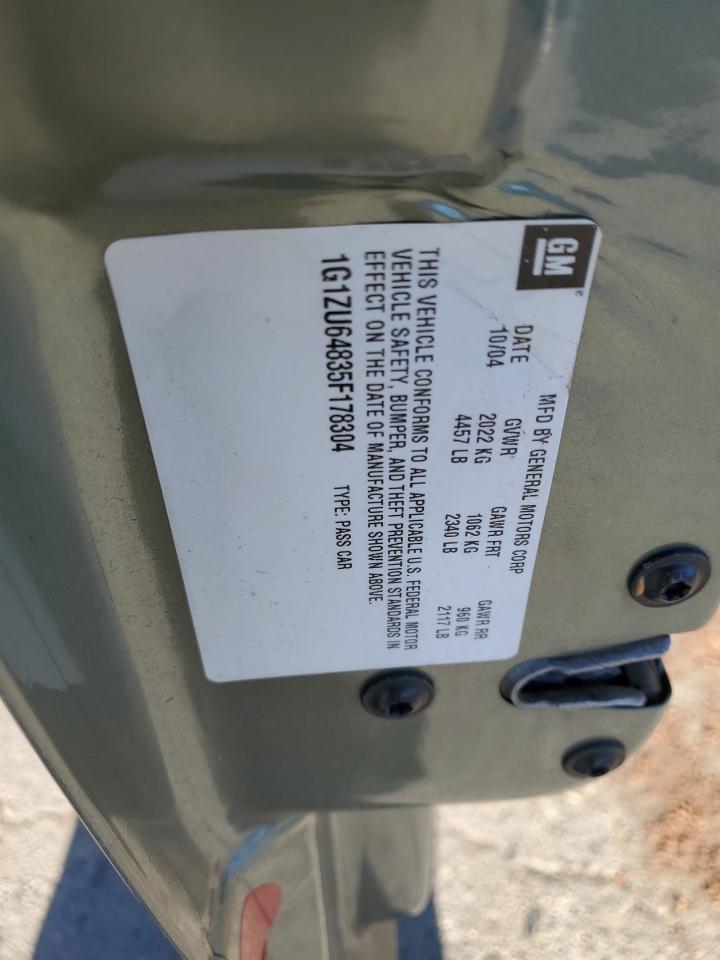 GM
MFD BY GENERAL MOTORS CORP
DATE GVWR GAWR FRT GAWR RR
10/04 2022 KG 1062 KG 960 KG
4457 LB 2340 LB 2117 LB
THIS VEHICLE CONFORMS TO ALL APPLICABLE U.S. FEDERAL MOTOR
VEHICLE SAFETY, BUMPER, AND THEFT PREVENTION STANDARDS IN
EFFECT ON THE DATE OF MANUFACTURE SHOWN ABOVE.
1G1ZU64835F178304 TYPE: PASS CAR